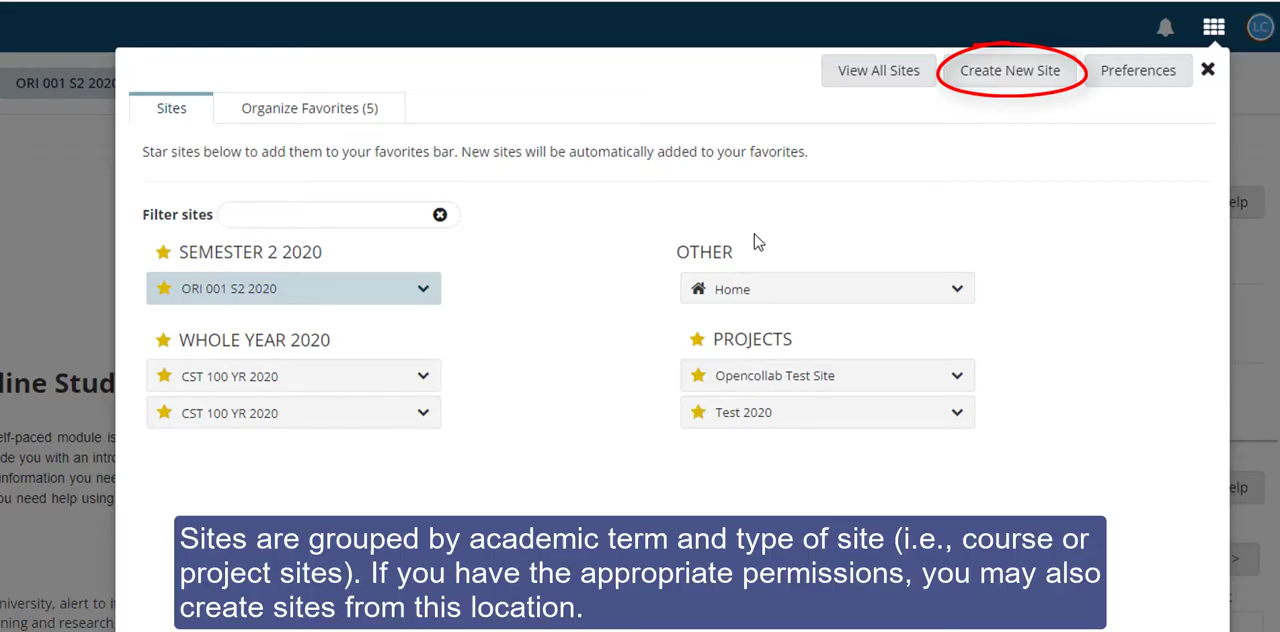 LC
ORI 001 S2 2020
View All Sites
Create New Site
Preferences
Sites
Organize Favorites (5)
Star sites below to add them to your favorites bar. New sites will be automatically added to your favorites.
Filter sites
SEMESTER 2 2020
ORI 001 S2 2020
WHOLE YEAR 2020
CST 100 YR 2020
CST 100 YR 2020
OTHER
Home
PROJECTS
Opencollab Test Site
Test 2020
elp
line Stud
elf-paced module is
de you with an intr
information you nee
ou need help using
elp
>
niversity, alert to i
ning and research,
Sites are grouped by academic term and type of site (i.e., course or
project sites). If you have the appropriate permissions, you may also
create sites from this location.